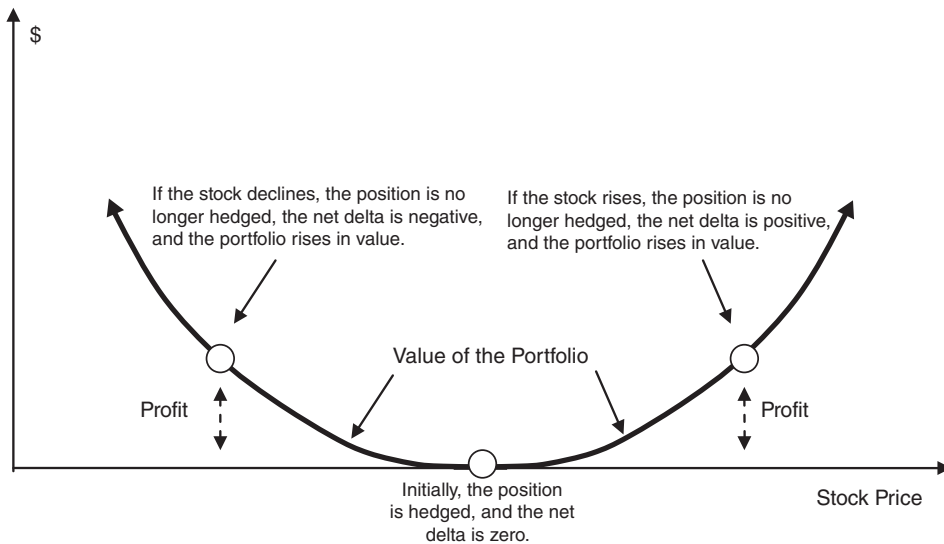 $
If the stock declines, the position is no
longer hedged, the net delta is negative,
and the portfolio rises in value.
If the stock rises, the position is no
longer hedged, the net delta is positive,
and the portfolio rises in value.
Value of the Portfolio
Profit
Profit
Initially, the position
is hedged, and the net
delta is zero.
Stock Price